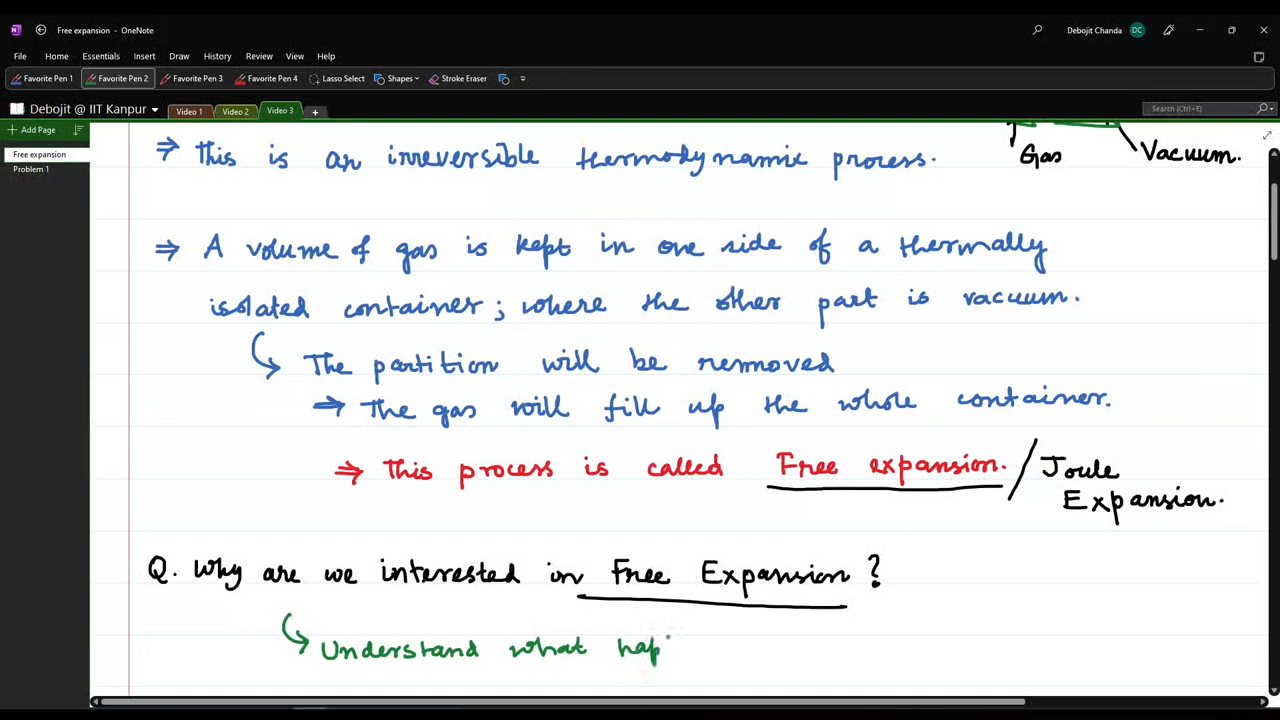 Free expansion - OneNote
Debojit Chanda DC
File Home Essentials Insert Draw History Review View Help
Favorite Pen 1 Favorite Pen 2 Favorite Pen 3 Favorite Pen 4 Lasso Select Shapes Stroke Eraser
Debojit @ IIT Kanpur Video 1 Video 2 Video 3 + Search (Ctrl+E)
Add Page
Free expansion
Problem 1
Gas Vacuum.
⇒ This is an irreversible thermodynamic process.
⇒ A volume of gas is kept in one side of a thermally
isolated container; where the other part is vacuum.
↳ The partition will be removed
⇒ The gas will fill up the whole container.
⇒ This process is called Free expansion. / Joule
Expansion.
Q. Why are we interested in Free Expansion?
↳ Understand what hap